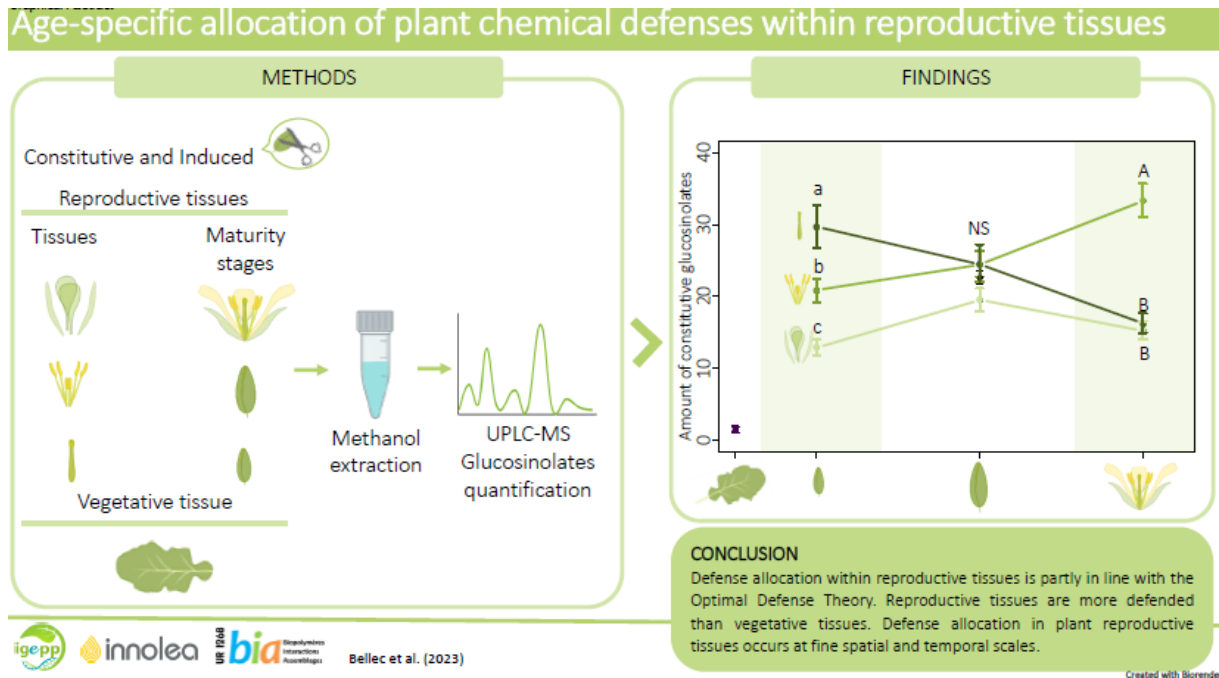 Age-specific allocation of plant chemical defenses within reproductive tissues
METHODS
Constitutive and Induced
Reproductive tissues
Tissues
Maturity
stages
Methanol
extraction
UPLC-MS
Glucosinolates
quantification
Vegetative tissue
FINDINGS
Amount of constitutive glucosinolates
40
30
20
10
0
a
b
c
NS
A
B
B
CONCLUSION
Defense allocation within reproductive tissues is partly in line with the
Optimal Defense Theory. Reproductive tissues are more defended
than vegetative tissues. Defense allocation in plant reproductive
tissues occurs at fine spatial and temporal scales.
igepp
innolea
UR 1268
bia
Biopolymères
Interactions
Assemblages
Bellec et al. (2023)
Created with Biorende